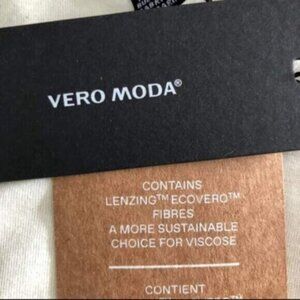 VERO MODA®
CONTAINS
LENZING™ ECOVERO™
FIBRES
A MORE SUSTAINABLE
CHOICE FOR VISCOSE
CONTIENT